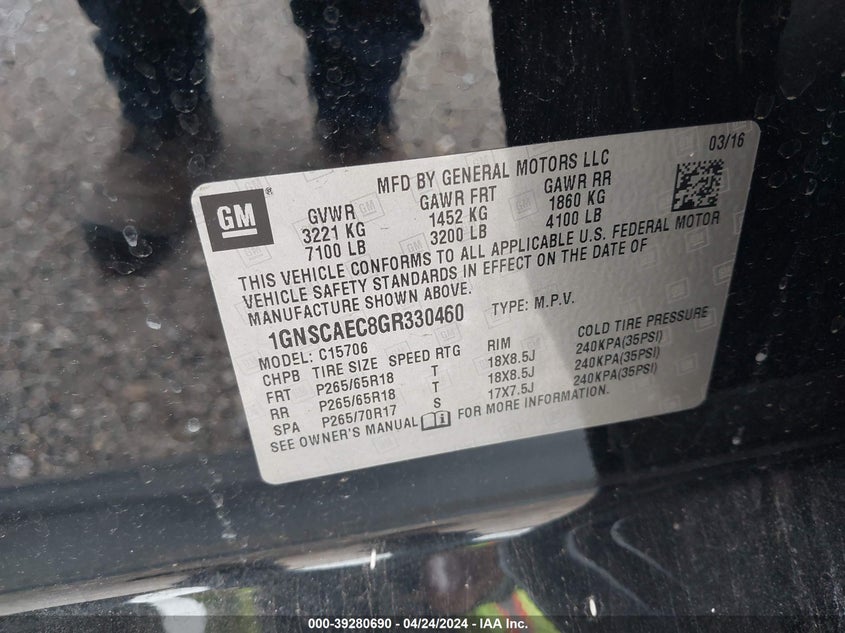 03/16
MFD BY GENERAL MOTORS LLC
GM®
GVWR GAWR FRT GAWR RR
3221 KG 1452 KG 1860 KG
7100 LB 3200 LB 4100 LB
THIS VEHICLE CONFORMS TO ALL APPLICABLE U.S. FEDERAL MOTOR
VEHICLE SAFETY STANDARDS IN EFFECT ON THE DATE OF
MANUFACTURE SHOWN ABOVE.
1GNSCAEC8GR330460 TYPE: M.P.V.
MODEL: C15706
CHPB TIRE SIZE SPEED RTG RIM COLD TIRE PRESSURE
FRT P265/65R18 T 18X8.5J 240KPA(35PSI)
RR P265/65R18 T 18X8.5J 240KPA(35PSI)
SPA P265/70R17 S 17X7.5J 240KPA(35PSI)
SEE OWNER'S MANUAL FOR MORE INFORMATION.
000-39280690 - 04/24/2024 - IAA Inc.